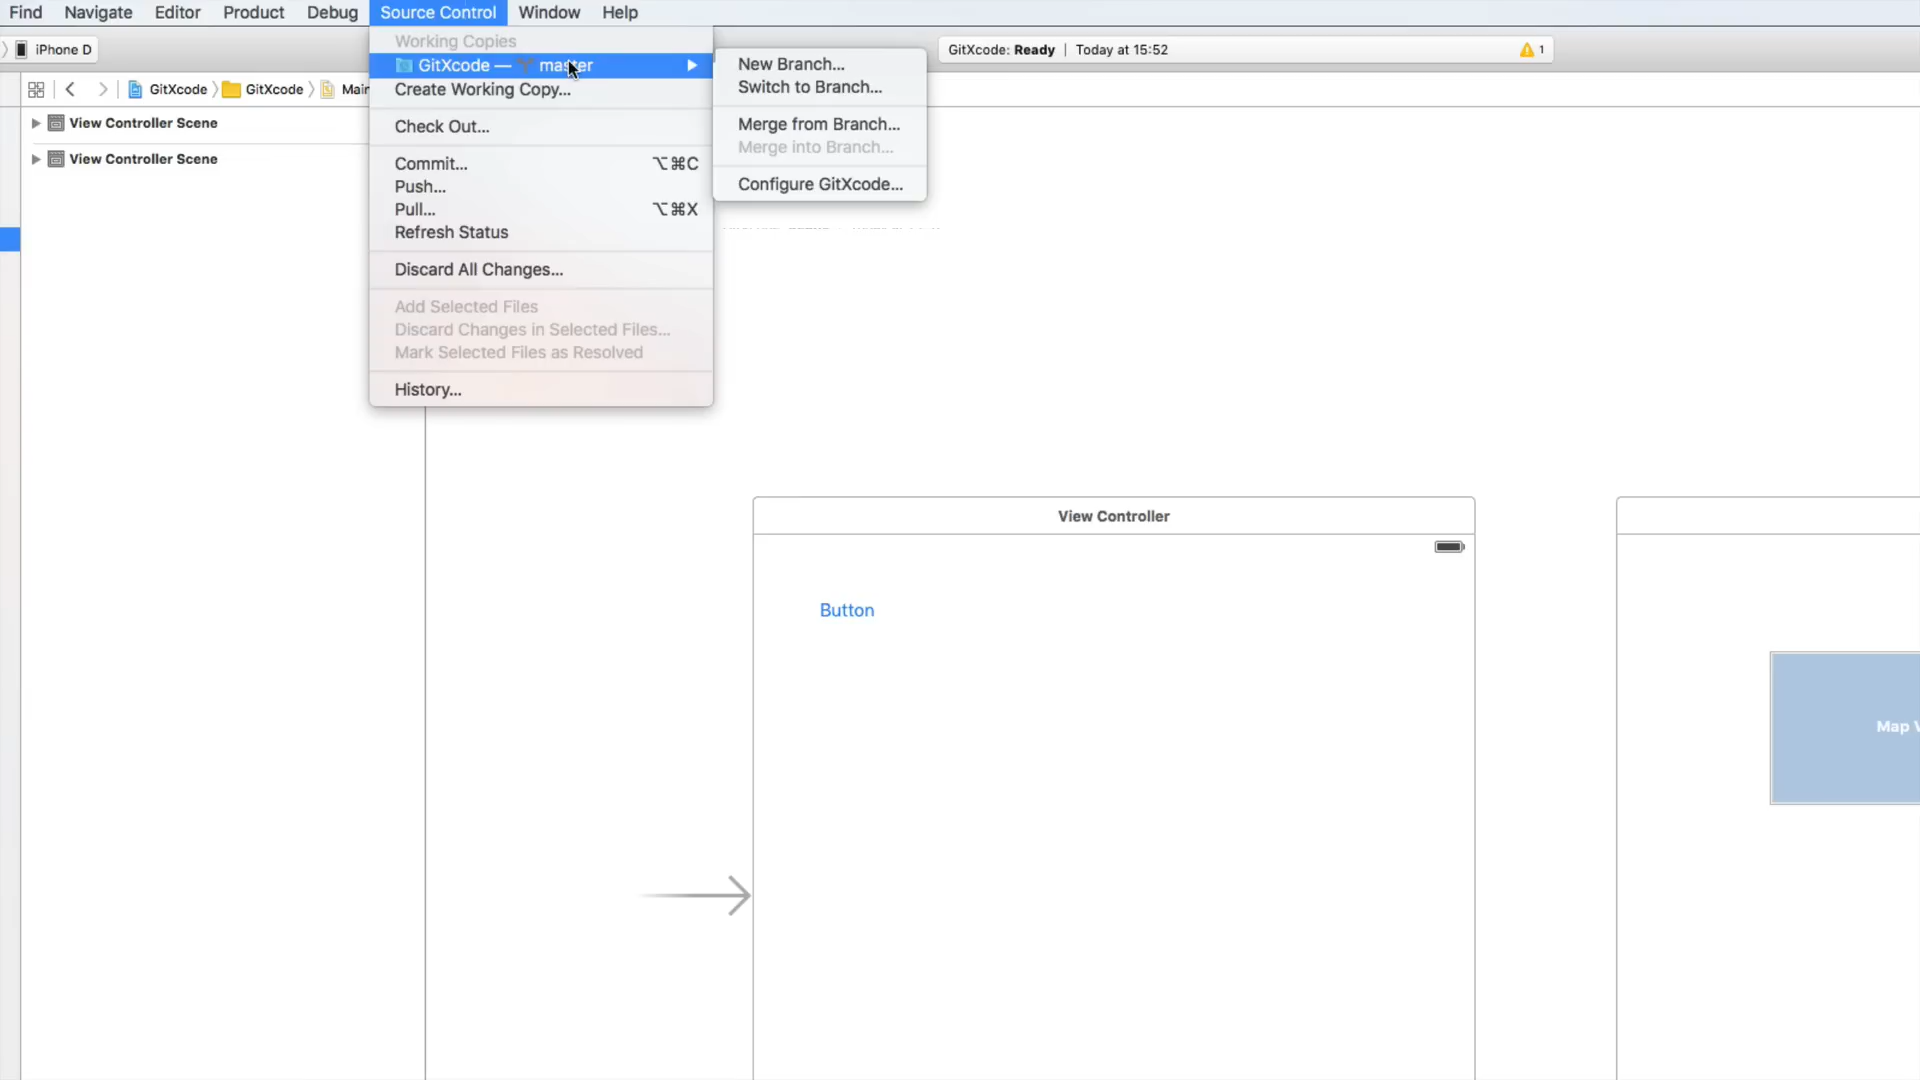 Find Navigate Editor Product Debug Source Control Window Help
iPhone D
GitXcode: Ready | Today at 15:52
1
GitXcode GitXcode Main
View Controller Scene
View Controller Scene
Working Copies
GitXcode — master
Create Working Copy...
Check Out...
Commit... ⌥⌘C
Push...
Pull... ⌥⌘X
Refresh Status
Discard All Changes...
Add Selected Files
Discard Changes in Selected Files...
Mark Selected Files as Resolved
History...
New Branch...
Switch to Branch...
Merge from Branch...
Merge into Branch...
Configure GitXcode...
View Controller
Button
Map V